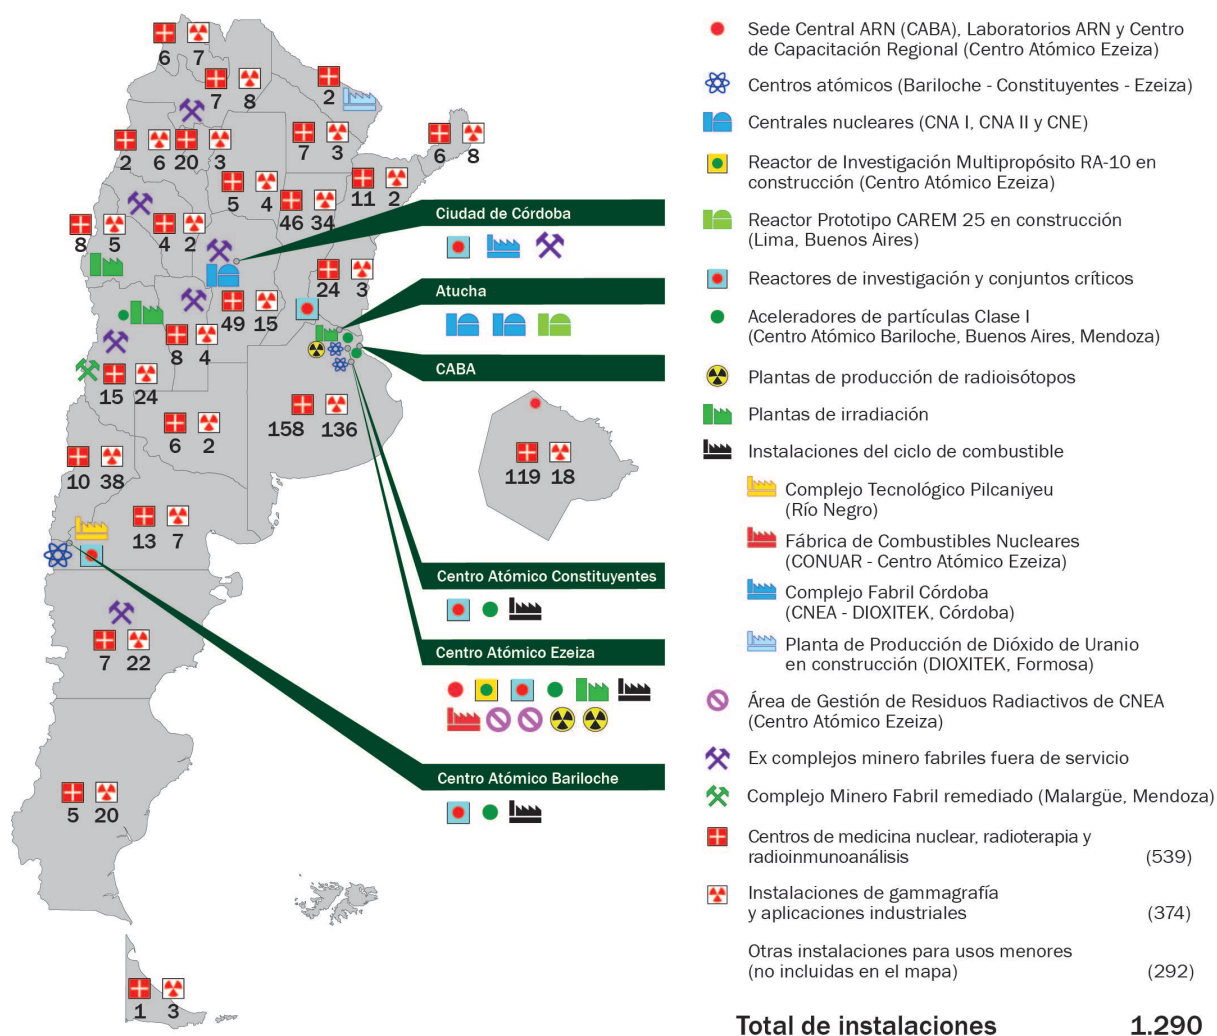 6 7
7 8
2
2 6 20 3
7 3
6 8
5 4
46 34
11 2
8 5
4 2
Ciudad de Córdoba
24 3
Atucha
49 15
8 4
CABA
15 24
158 136
6 2
119 18
10 38
13 7
Centro Atómico Constituyentes
7 22
Centro Atómico Ezeiza
Centro Atómico Bariloche
5 20
1 3
Sede Central ARN (CABA), Laboratorios ARN y Centro
de Capacitación Regional (Centro Atómico Ezeiza)
Centros atómicos (Bariloche - Constituyentes - Ezeiza)
Centrales nucleares (CNA I, CNA II y CNE)
Reactor de Investigación Multipropósito RA-10 en
construcción (Centro Atómico Ezeiza)
Reactor Prototipo CAREM 25 en construcción
(Lima, Buenos Aires)
Reactores de investigación y conjuntos críticos
Aceleradores de partículas Clase I
(Centro Atómico Bariloche, Buenos Aires, Mendoza)
Plantas de producción de radioisótopos
Plantas de irradiación
Instalaciones del ciclo de combustible
Complejo Tecnológico Pilcaniyeu
(Río Negro)
Fábrica de Combustibles Nucleares
(CONUAR - Centro Atómico Ezeiza)
Complejo Fabril Córdoba
(CNEA - DIOXITEK, Córdoba)
Planta de Producción de Dióxido de Uranio
en construcción (DIOXITEK, Formosa)
Área de Gestión de Residuos Radiactivos de CNEA
(Centro Atómico Ezeiza)
Ex complejos minero fabriles fuera de servicio
Complejo Minero Fabril remediado (Malargüe, Mendoza)
Centros de medicina nuclear, radioterapia y
radioinmunoanálisis (539)
Instalaciones de gammagrafía
y aplicaciones industriales (374)
Otras instalaciones para usos menores
(no incluidas en el mapa) (292)
Total de instalaciones 1.290